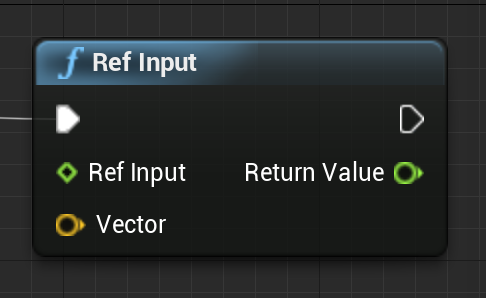 f Ref Input
Ref Input Return Value
Vector